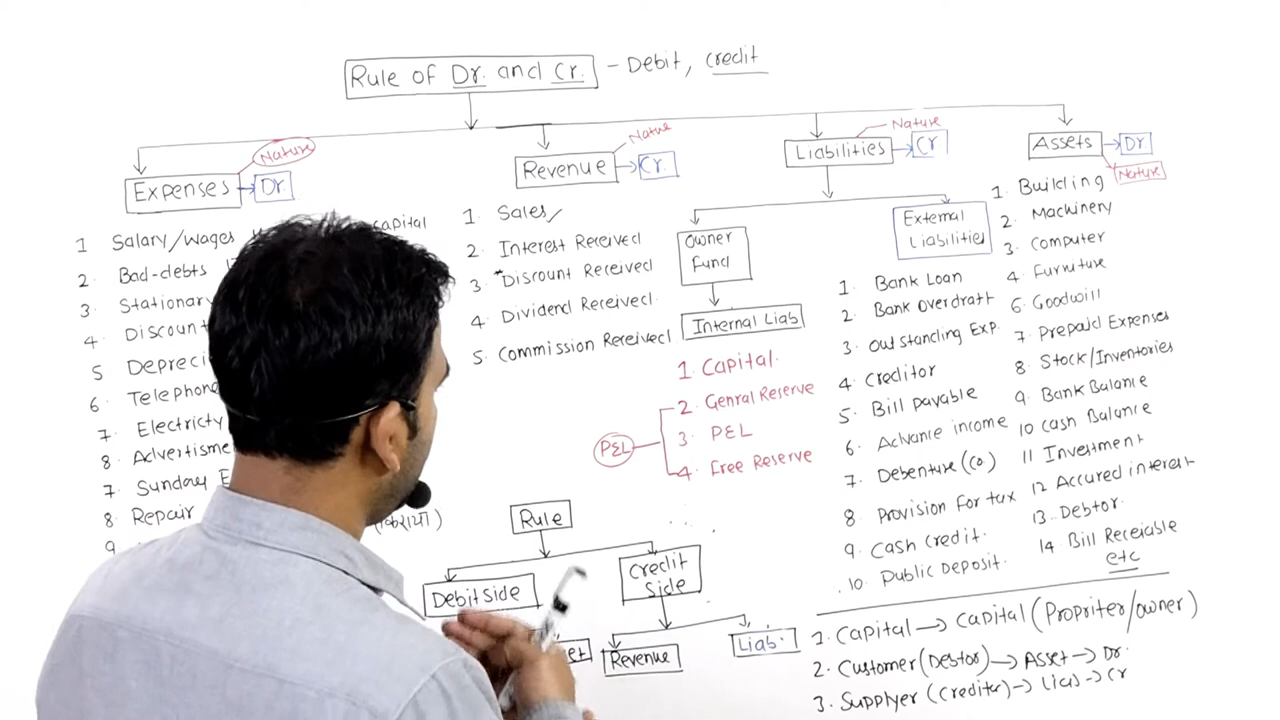 Rule of Dr. and Cr. - Debit, credit
Nature
Expenses → Dr.
1 Salary/wages
capital
2. Bad-debts
3. Stationary
4. Discount
5
6. Telephone
7. Electricty
8. Advertisme
7. Sunday E
8. Repair
(किराया)
9
Nature
Revenue → Cr.
1. Sales/
2. Interest Received
3. Discount Received
4 Dividend Received
5. Commission Received
Nature
Liabilities → Cr
Owner
Fund
Internal Liab
1. Capital.
2. Genral Reserve
3. P&L
4. Free Reserve
P&L
External
Liabilities
1. Bank Loan
2. Bank Overdraft
3. Outstanding Exp.
4. Creditor
5. Bill payable
6. Advance income
7. Debenture (Co.)
8 Provision For tax
9. Cash credit.
10. Public Deposit.
Assets → Dr
Nature
1. Building
2. Machinery
3. Computer
4. Furniture
6. Goodwill
7. Prepaid Expenses
8. Stock/Inventories
9. Bank Balance
10 Cash Balance
11 Investment
12 Accured interest
13. Debtor.
14. Bill Receiable
etc
Rule
Debit side
Credit
Side
Revenue
Liab.
1. Capital → Capital (Propriter/owner)
2. Customer (Debtor) → Asset → Dr.
3. Supplyer (Creditor) → Liab → Cr